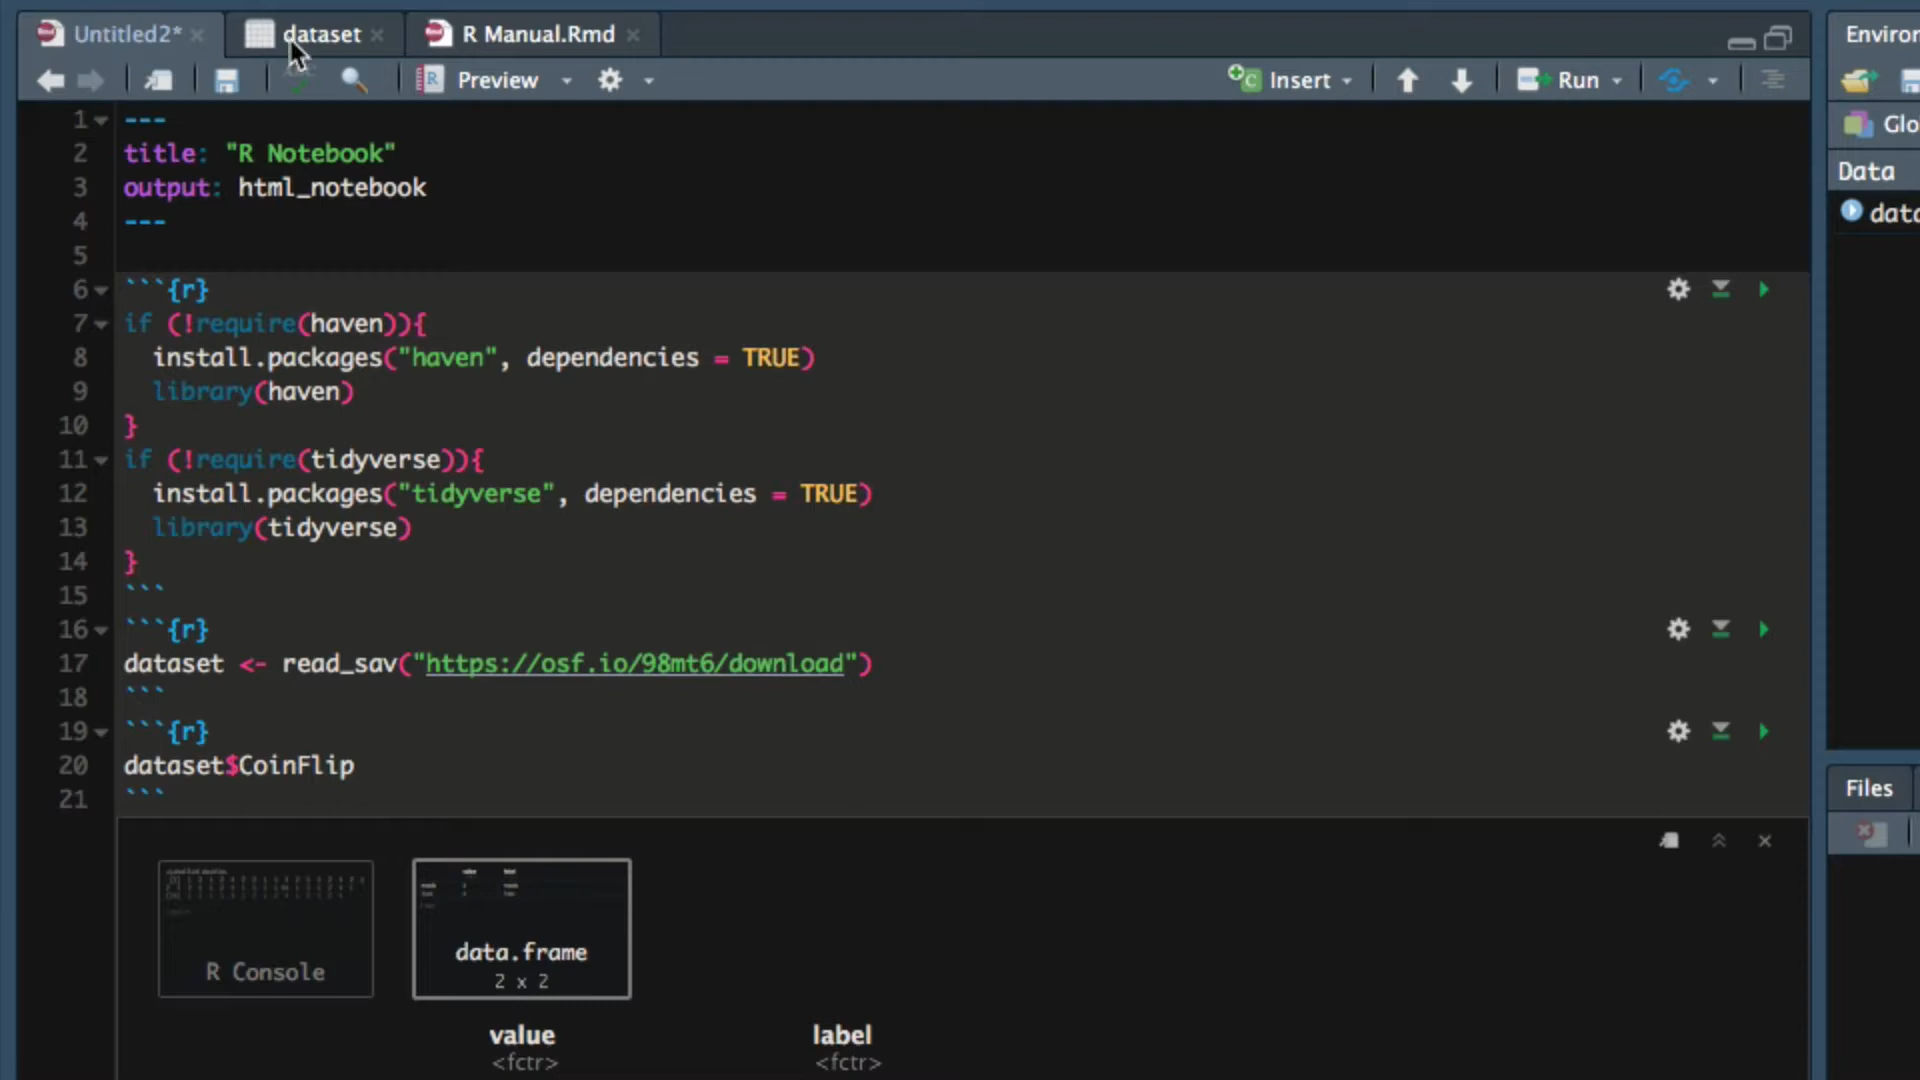 Untitled2* dataset R Manual.Rmd
Preview Insert Run
1 ---
2 title: "R Notebook"
3 output: html_notebook
4 ---
5
6 ```{r}
7 if (!require(haven)){
8 install.packages("haven", dependencies = TRUE)
9 library(haven)
10 }
11 if (!require(tidyverse)){
12 install.packages("tidyverse", dependencies = TRUE)
13 library(tidyverse)
14 }
15 ```
16 ```{r}
17 dataset <- read_sav("https://osf.io/98mt6/download")
18 ```
19 ```{r}
20 dataset$CoinFlip
21 ```
R Console
data.frame
2 x 2
value label
<fctr> <fctr>
Environ
Glo
Data
data
Files